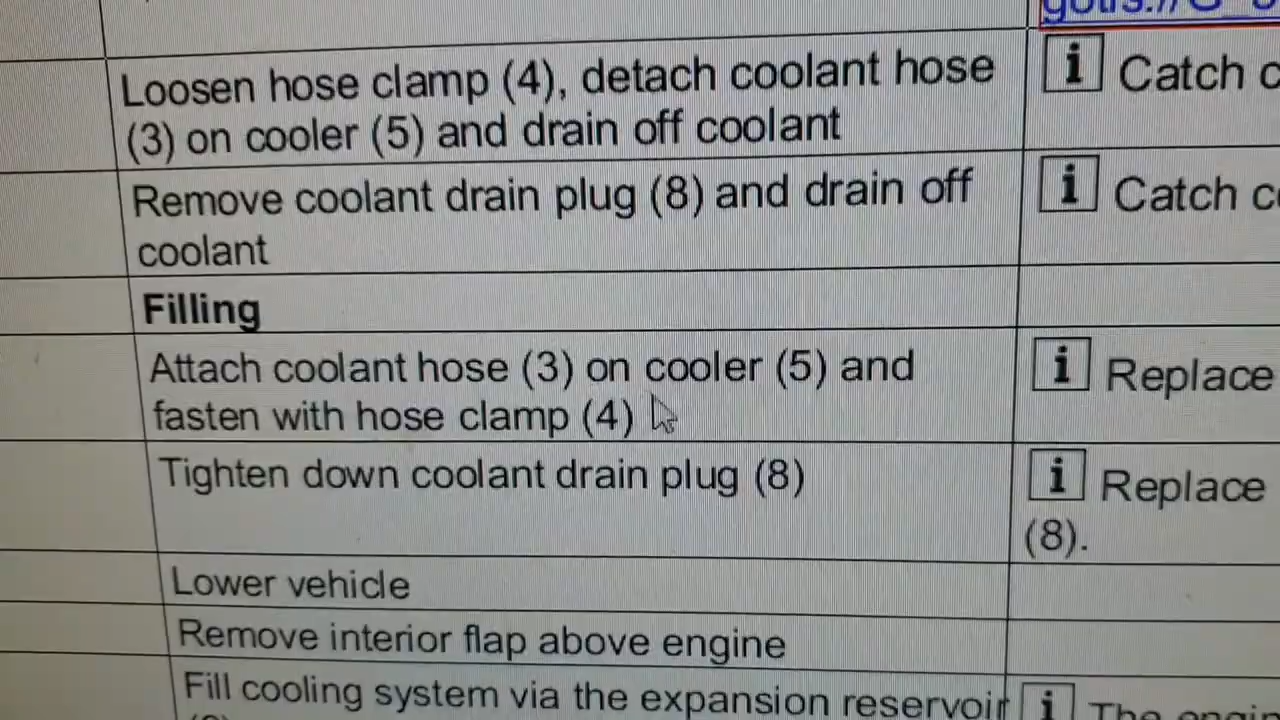 Loosen hose clamp (4), detach coolant hose
(3) on cooler (5) and drain off coolant
i Catch
Remove coolant drain plug (8) and drain off
coolant
i Catch
Filling
Attach coolant hose (3) on cooler (5) and
fasten with hose clamp (4)
i Replace
Tighten down coolant drain plug (8)
i Replace
(8).
Lower vehicle
Remove interior flap above engine
Fill cooling system via the expansion reservoir
i The engin